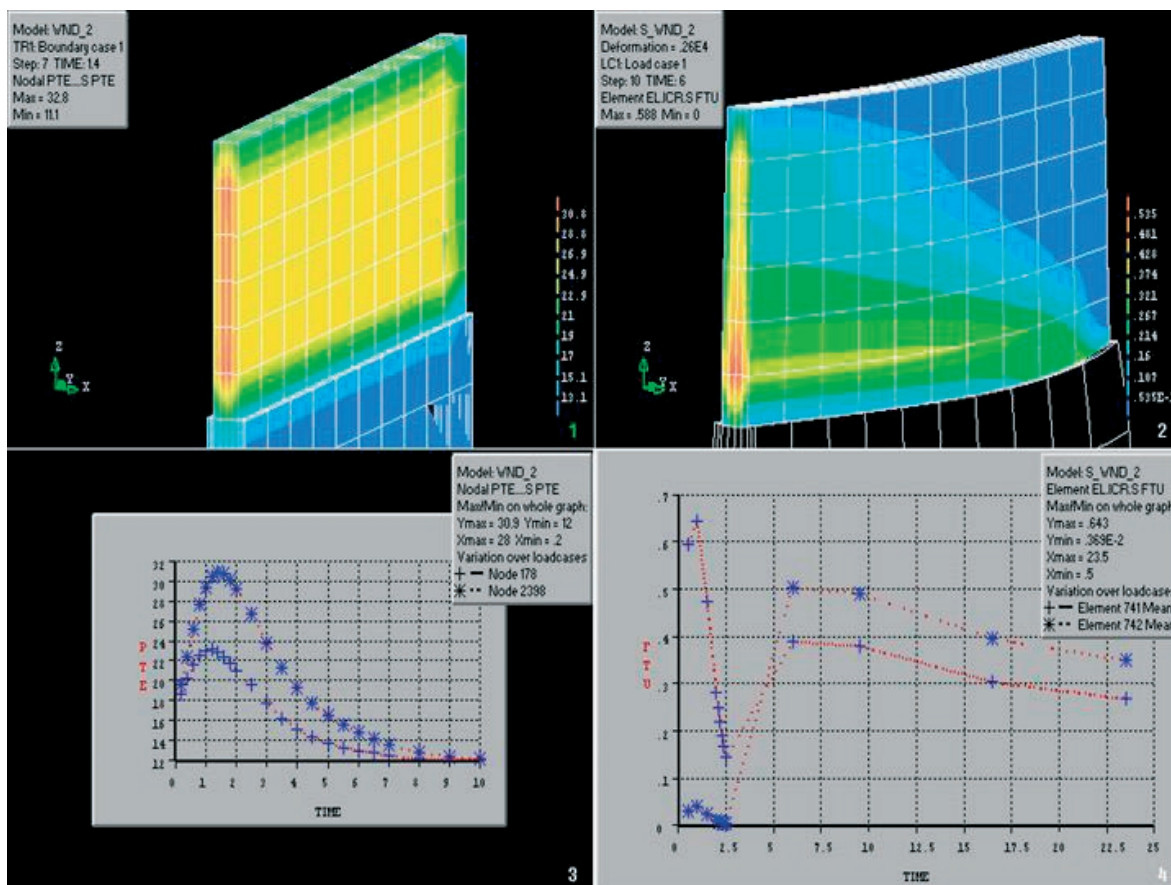 Model: WND_2
TR1: Boundary case 1
Step: 7 TIME: 1.4
Nodal PTE...S PTE
Max = 32.8
Min = 11.1
30.8
28.8
26.9
24.9
22.9
21
19
17
15.1
13.1
Z
Y
X
1
Model: S_WND_2
Deformation = .26E4
LC1: Load case 1
Step: 10 TIME: 6
Element EL.ICR.S FTU
Max = .588 Min = 0
.535
.481
.428
.374
.321
.267
.214
.16
.107
.535E-
Z
Y
X
2
Model: WND_2
Nodal PTE...S PTE
Max/Min on whole graph:
Ymax = 30.9 Ymin = 12
Xmax = 28 Xmin = .2
Variation over loadcases
Node 178
Node 2398
32
30
28
26
24
22
20
18
16
14
12
PTE
0 1 2 3 4 5 6 7 8 9 10
TIME
3
Model: S_WND_2
Element EL.ICR.S FTU
Max/Min on whole graph
Ymax = .643
Ymin = .369E-2
Xmax = 23.5
Xmin = .5
Variation over loadcases
Element 741 Mean
Element 742 Mean
.7
.6
.5
.4
.3
.2
.1
0
FTU
0 2.5 5 7.5 10 12.5 15 17.5 20 22.5 25
TIME
4